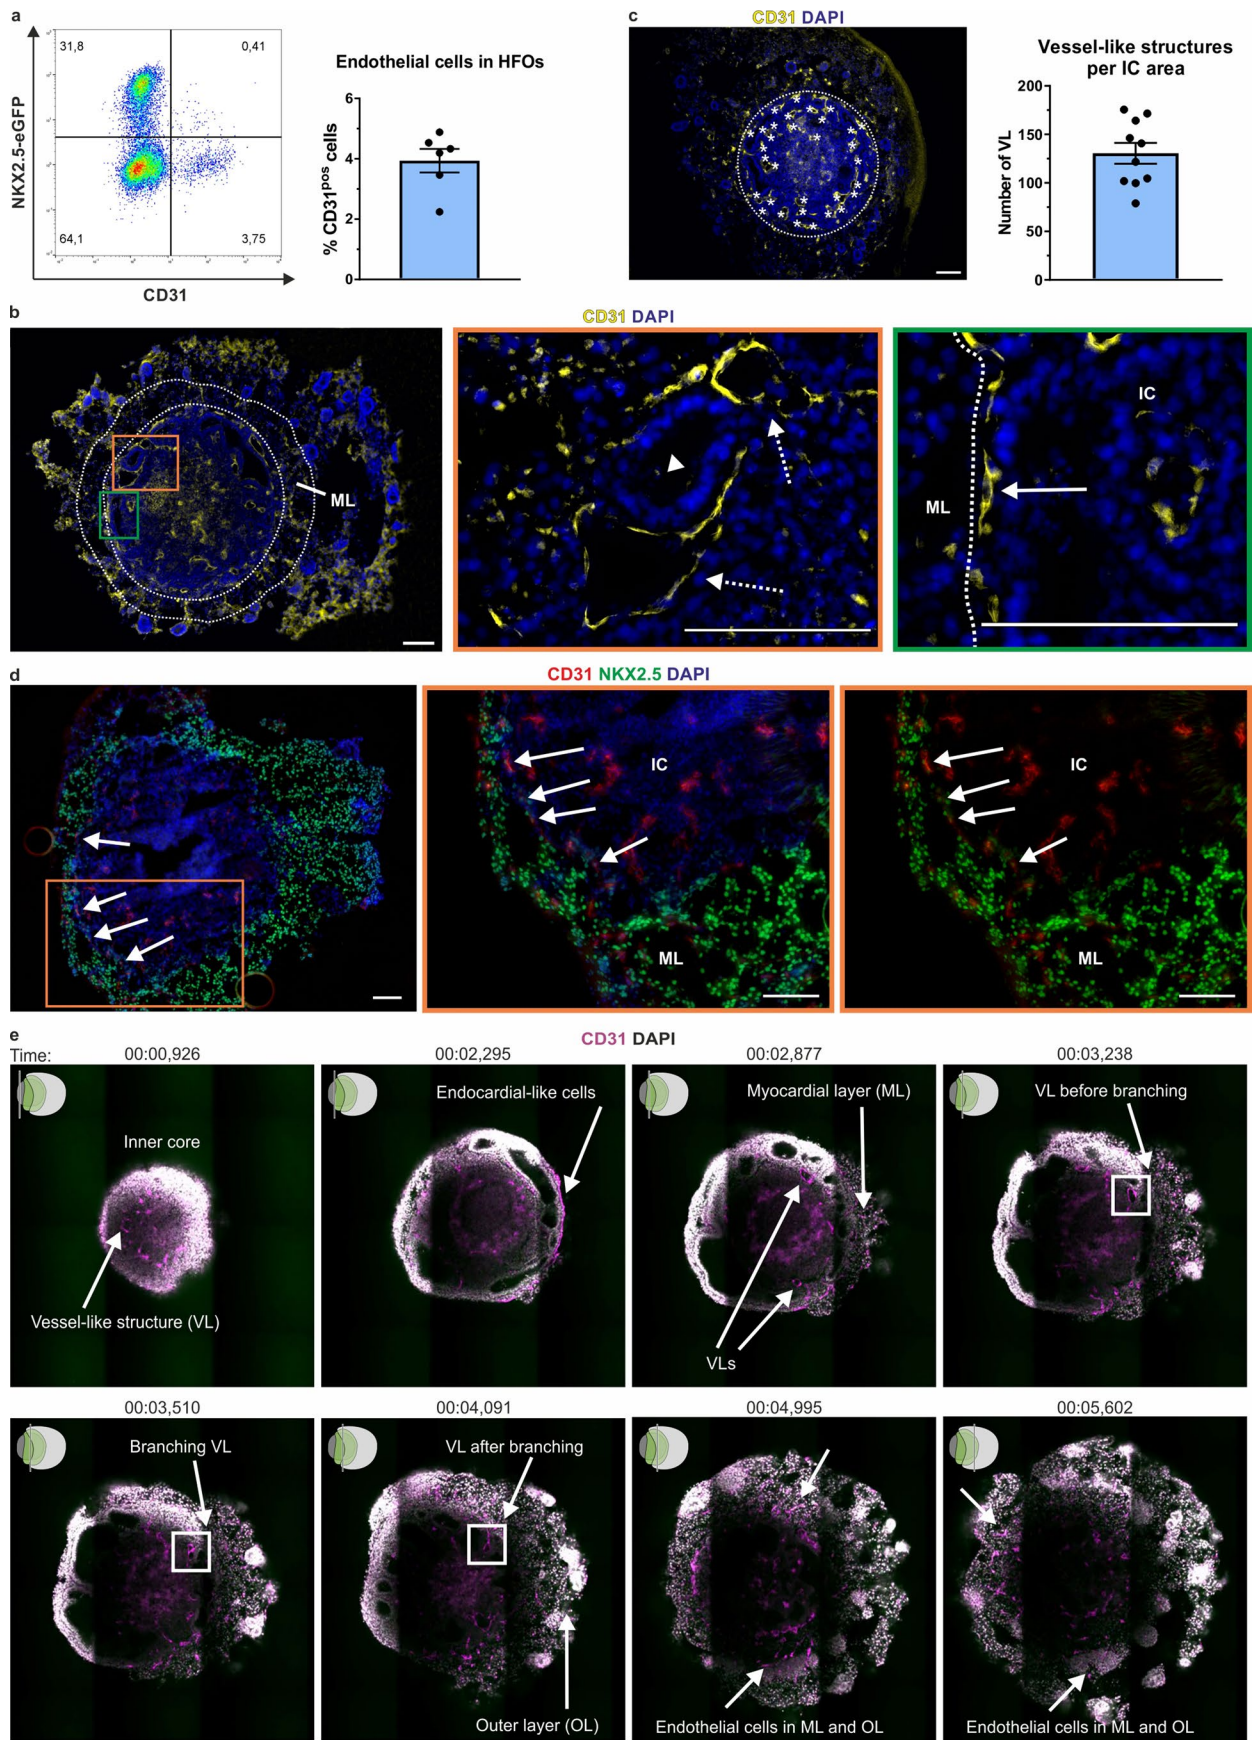 a
31,8
0,41
64,1
3,75
NKX2.5-eGFP
CD31
Endothelial cells in HFOs
% CD31pos cells
6
4
2
0
c
CD31 DAPI
Vessel-like structures
per IC area
Number of VL
200
150
100
50
0
b
CD31 DAPI
ML
IC
ML
d
CD31 NKX2.5 DAPI
IC
ML
IC
ML
e
CD31 DAPI
Time:
00:00,926
00:02,295
00:02,877
00:03,238
Inner core
Vessel-like structure (VL)
Endocardial-like cells
Myocardial layer (ML)
VLs
VL before branching
00:03,510
00:04,091
00:04,995
00:05,602
Branching VL
VL after branching
Outer layer (OL)
Endothelial cells in ML and OL
Endothelial cells in ML and OL